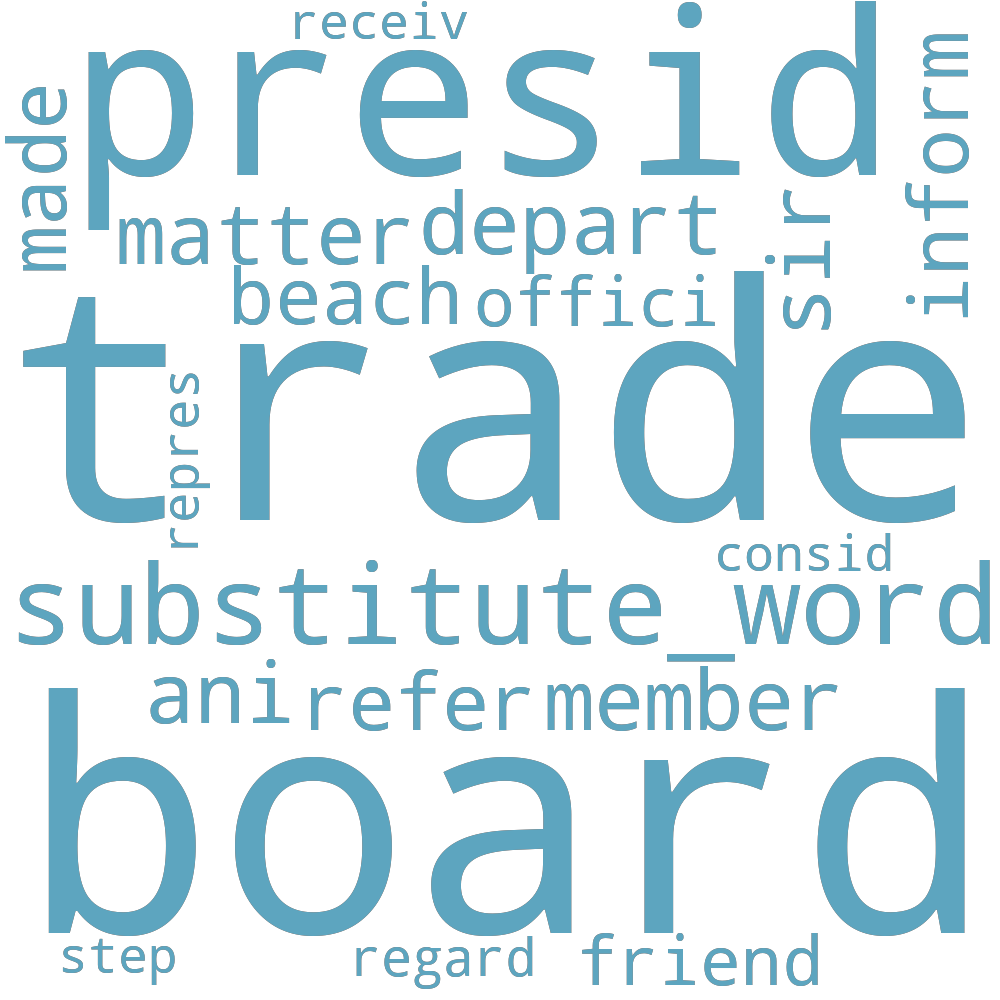 receiv
presid
made
inform
matter
depart
sir
beach
offici
trade
repres
consid
substitute_word
ani
refer
member
board
step
regard
friend